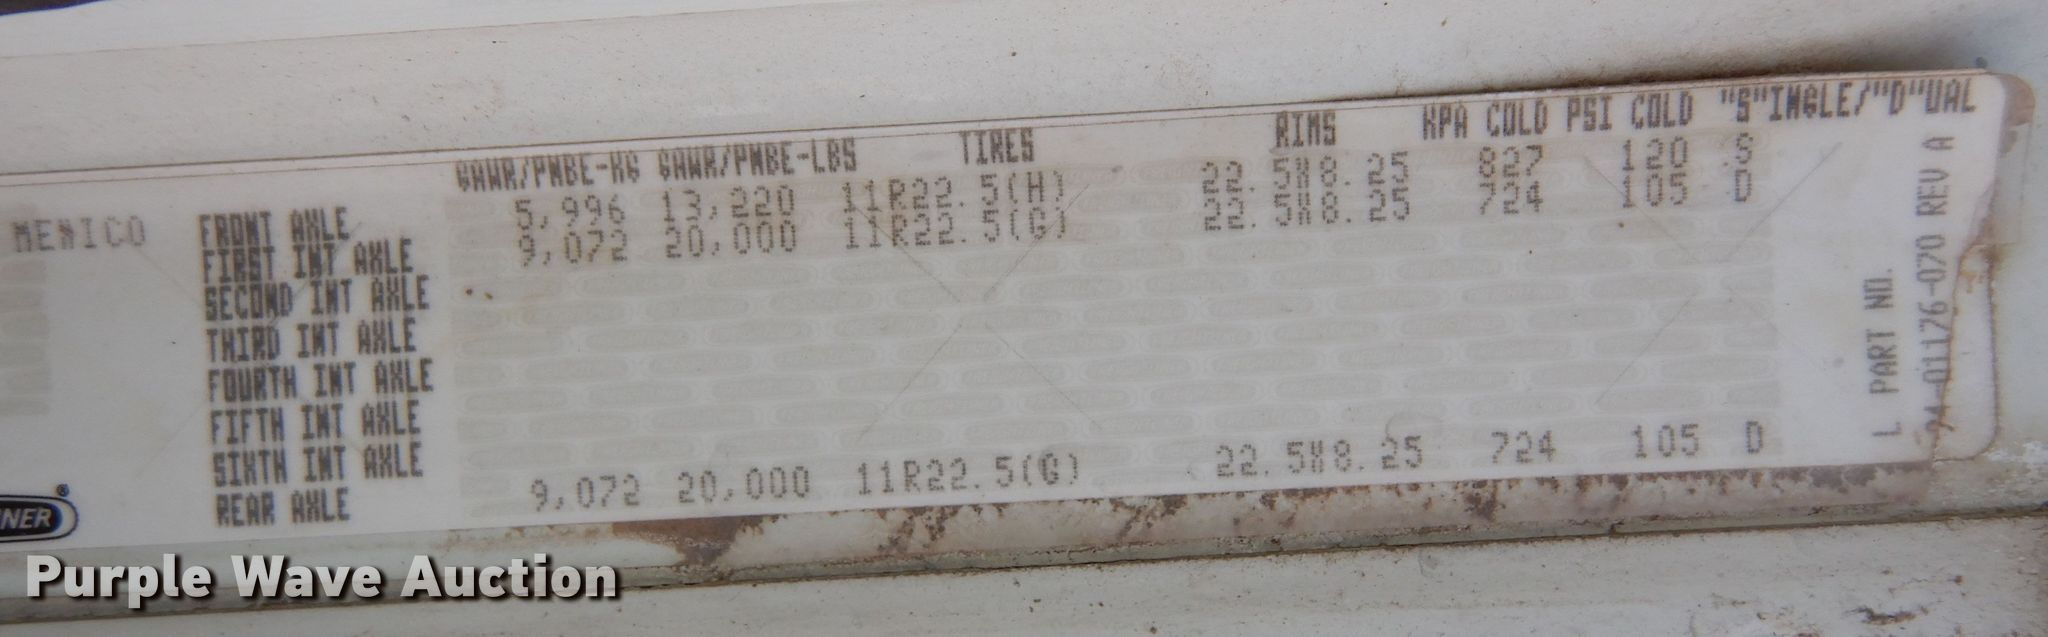 GAWR/PNBE-KG GAWR/PNBE-LBS TIRES RIMS KPA COLD PSI COLD "S"INGLE/"D"UAL
MEXICO
FRONT AXLE 5,996 13,220 11R22.5(H) 22.5X8.25 827 120 S
FIRST INT AXLE 9,072 20,000 11R22.5(G) 22.5X8.25 724 105 D
SECOND INT AXLE
THIRD INT AXLE
FOURTH INT AXLE
FIFTH INT AXLE
SIXTH INT AXLE
REAR AXLE 9,072 20,000 11R22.5(G) 22.5X8.25 724 105 D
L PART NO.
24-01176-070 REV A
NER®
Purple Wave Auction